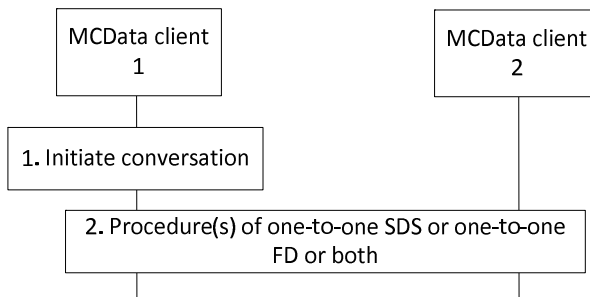 MCData client
1
MCData client
2
1. Initiate conversation
2. Procedure(s) of one-to-one SDS or one-to-one
FD or both